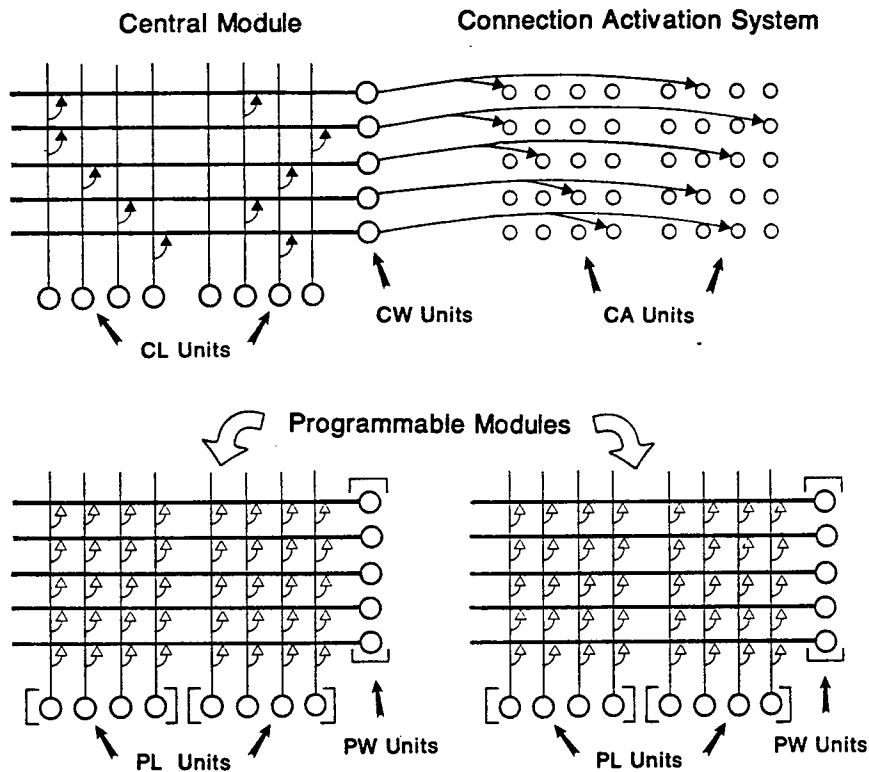 Central Module
Connection Activation System
CL Units
CW Units
CA Units
Programmable Modules
PL Units
PW Units
PL Units
PW Units